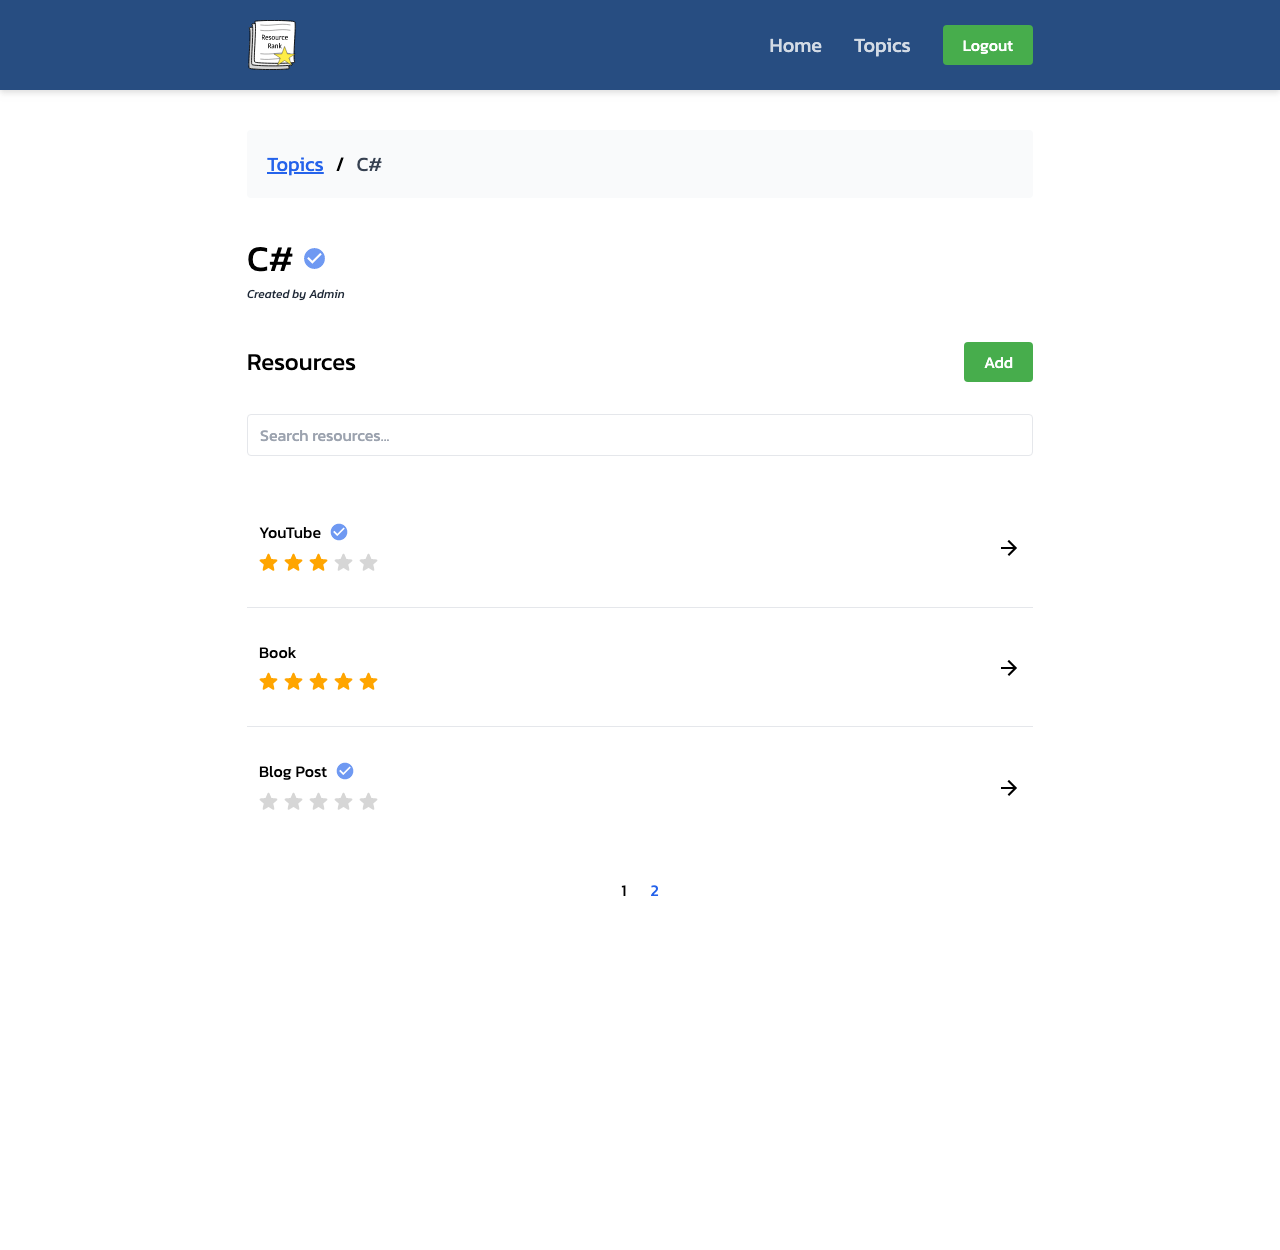 Resource
Rank
Home
Topics
Logout
Topics / C#
C#
Created by Admin
Resources
Add
Search resources...
YouTube
Book
Blog Post
1 2